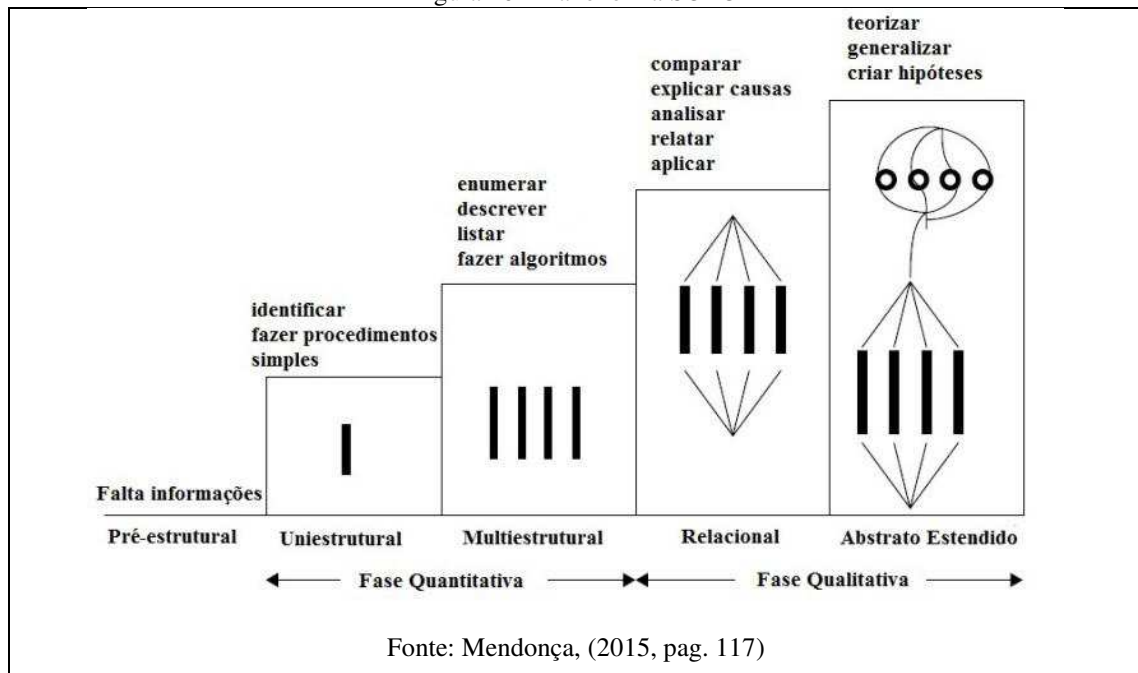 teorizar
generalizar
criar hipóteses
comparar
explicar causas
analisar
relatar
aplicar
enumerar
descrever
listar
fazer algoritmos
identificar
fazer procedimentos
simples
Falta informações
Pré-estrutural
Uniestrutural
Multiestrutural
Relacional
Abstrato Estendido
Fase Quantitativa
Fase Qualitativa
Fonte: Mendonça, (2015, pag. 117)